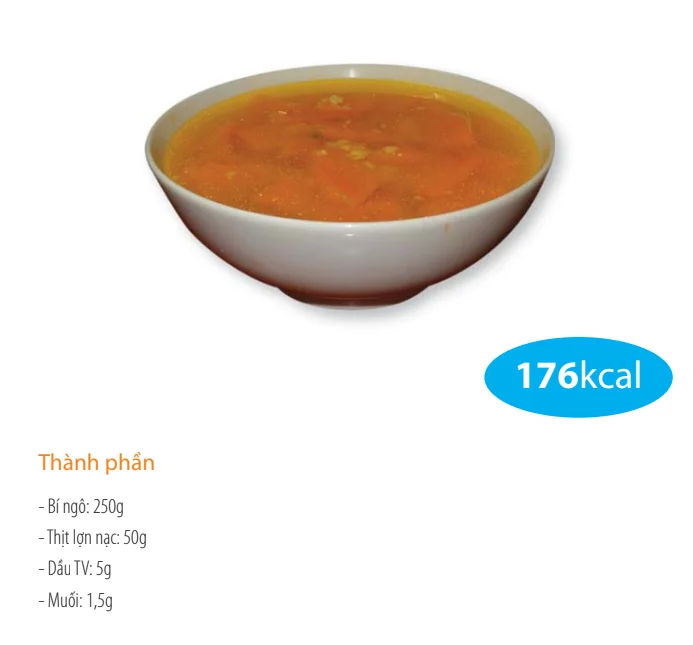 176kcal
Thành phần
- Bí ngô: 250g
- Thịt lợn nạc: 50g
- Dầu TV: 5g
- Muối: 1,5g